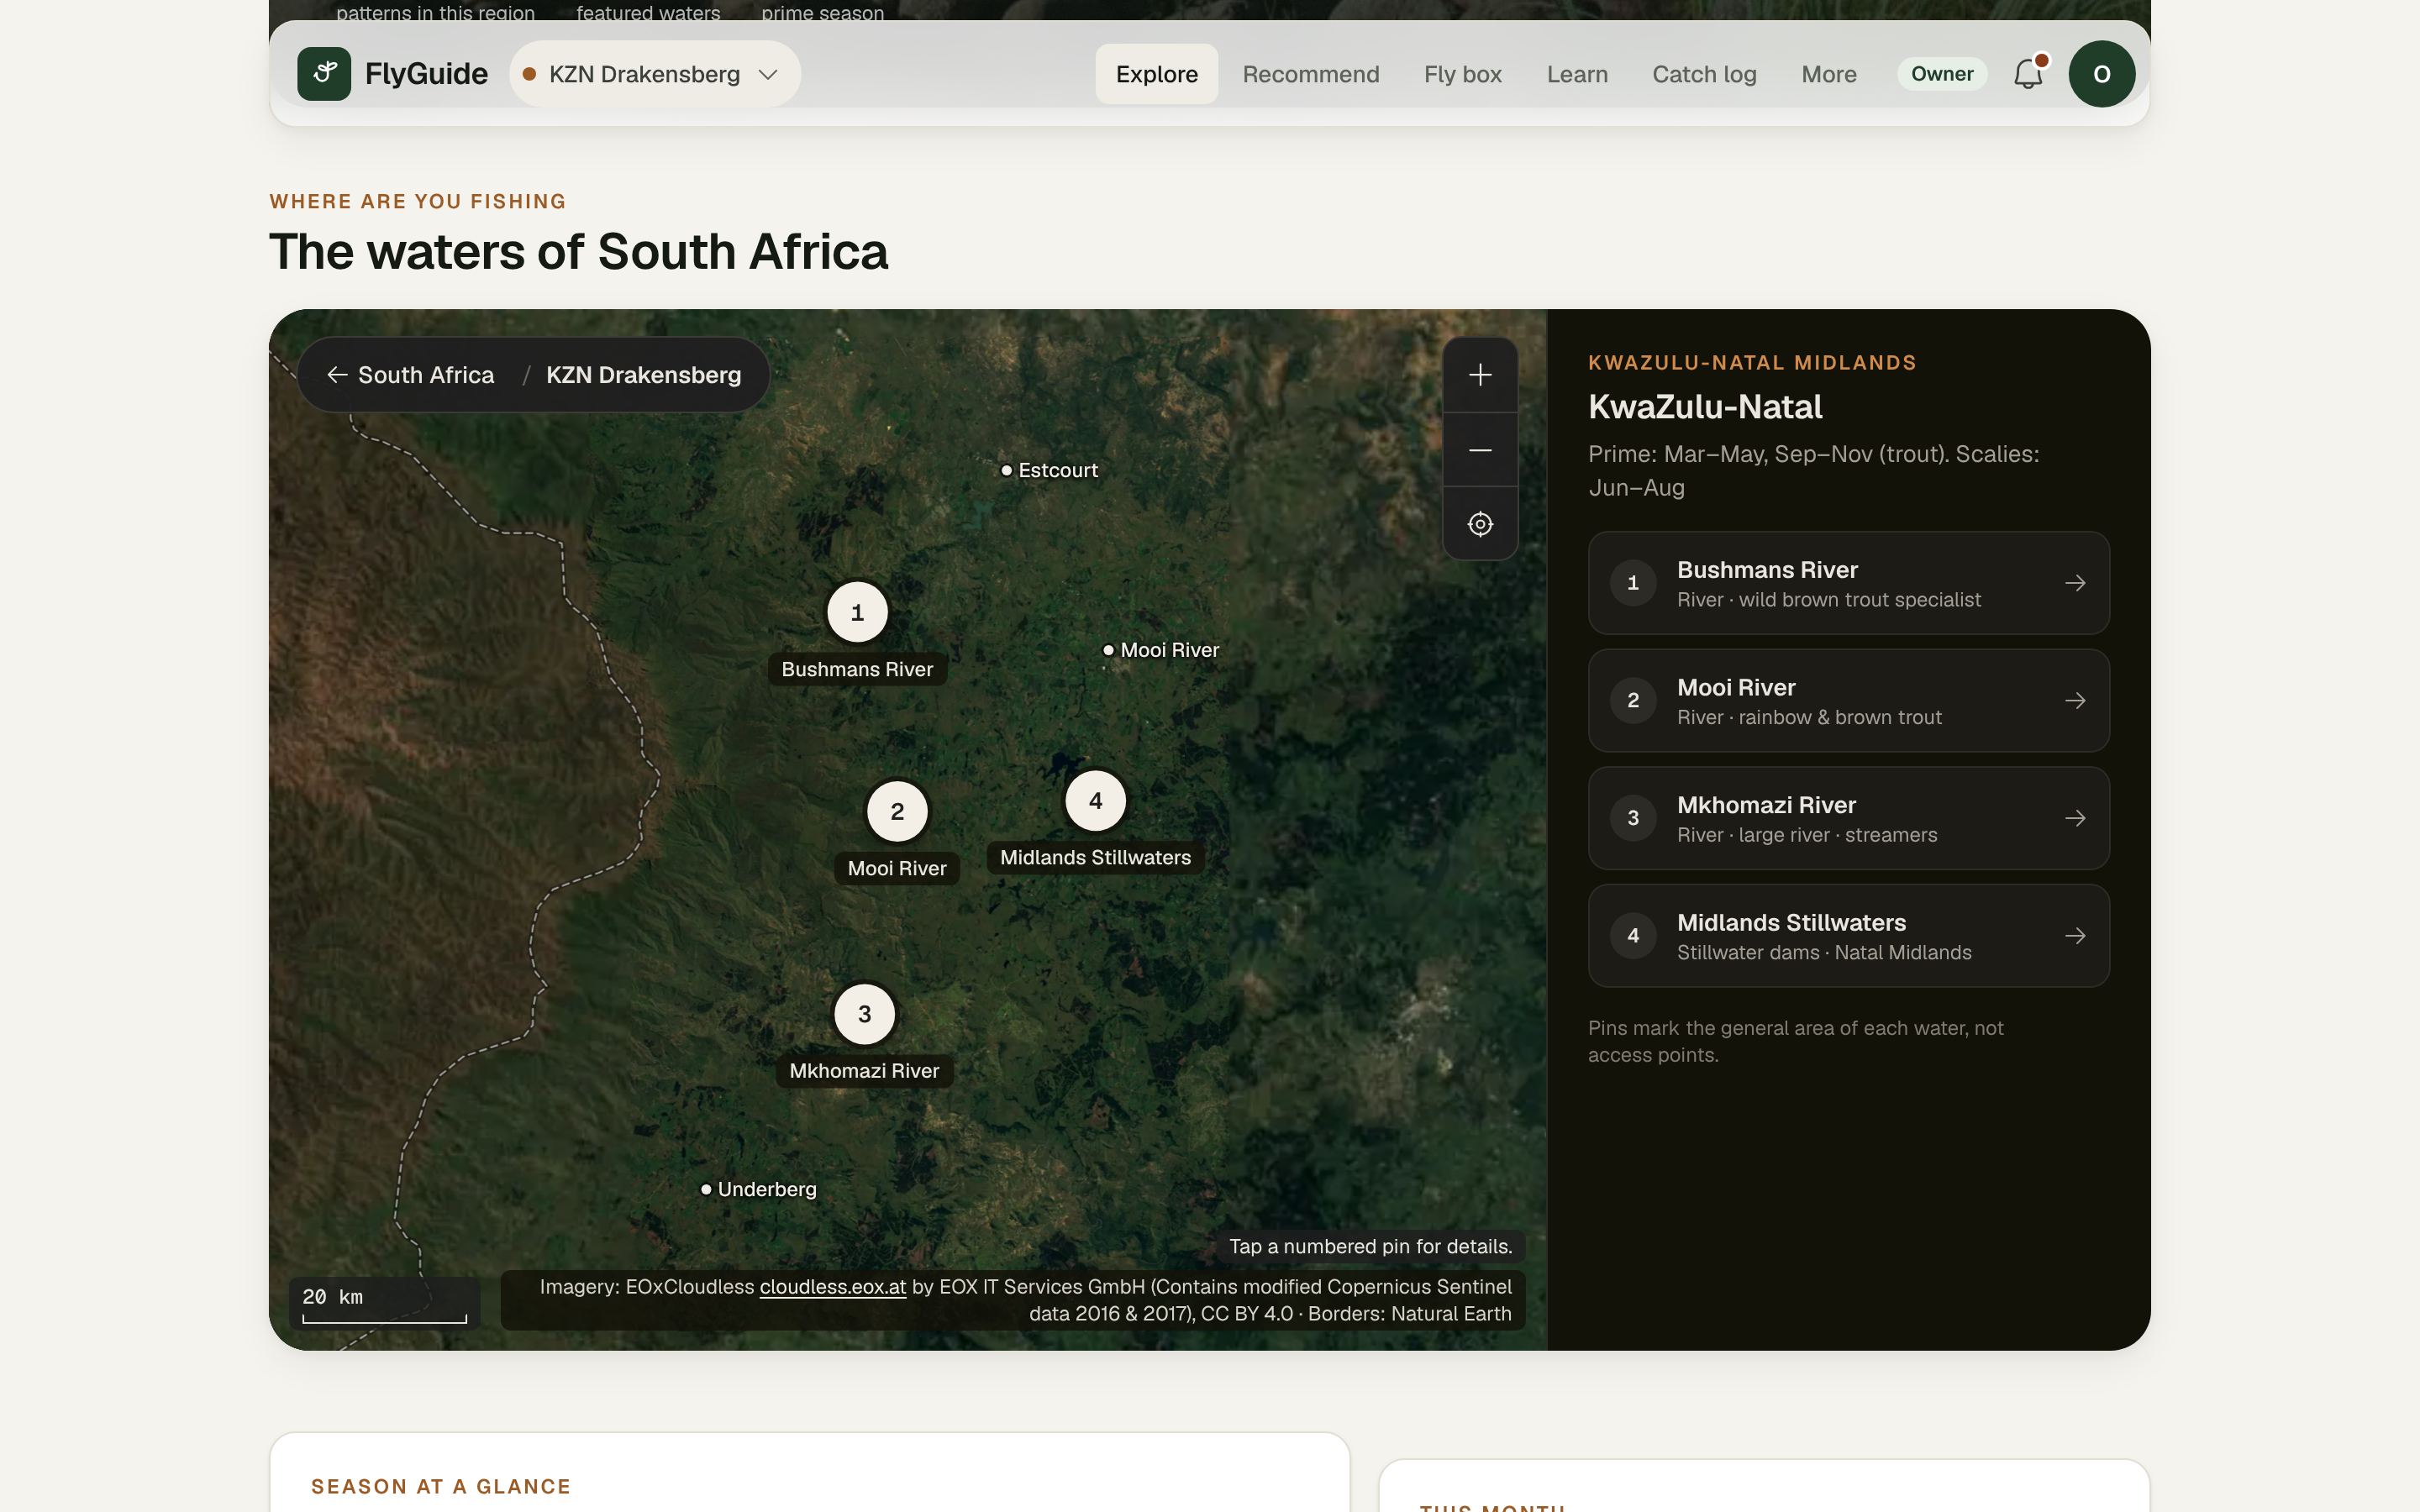 patterns in this region featured waters prime season
FlyGuide KZN Drakensberg Explore Recommend Fly box Learn Catch log More Owner O
WHERE ARE YOU FISHING
The waters of South Africa
← South Africa / KZN Drakensberg
Estcourt
1
Bushmans River
Mooi River
2
Mooi River
4
Midlands Stillwaters
3
Mkhomazi River
Underberg
Tap a numbered pin for details.
20 km
Imagery: EOxCloudless cloudless.eox.at by EOX IT Services GmbH (Contains modified Copernicus Sentinel
data 2016 & 2017), CC BY 4.0 · Borders: Natural Earth
KWAZULU-NATAL MIDLANDS
KwaZulu-Natal
Prime: Mar–May, Sep–Nov (trout). Scalies:
Jun–Aug
1
Bushmans River
River · wild brown trout specialist
2
Mooi River
River · rainbow & brown trout
3
Mkhomazi River
River · large river · streamers
4
Midlands Stillwaters
Stillwater dams · Natal Midlands
Pins mark the general area of each water, not
access points.
SEASON AT A GLANCE
THIS MONTH